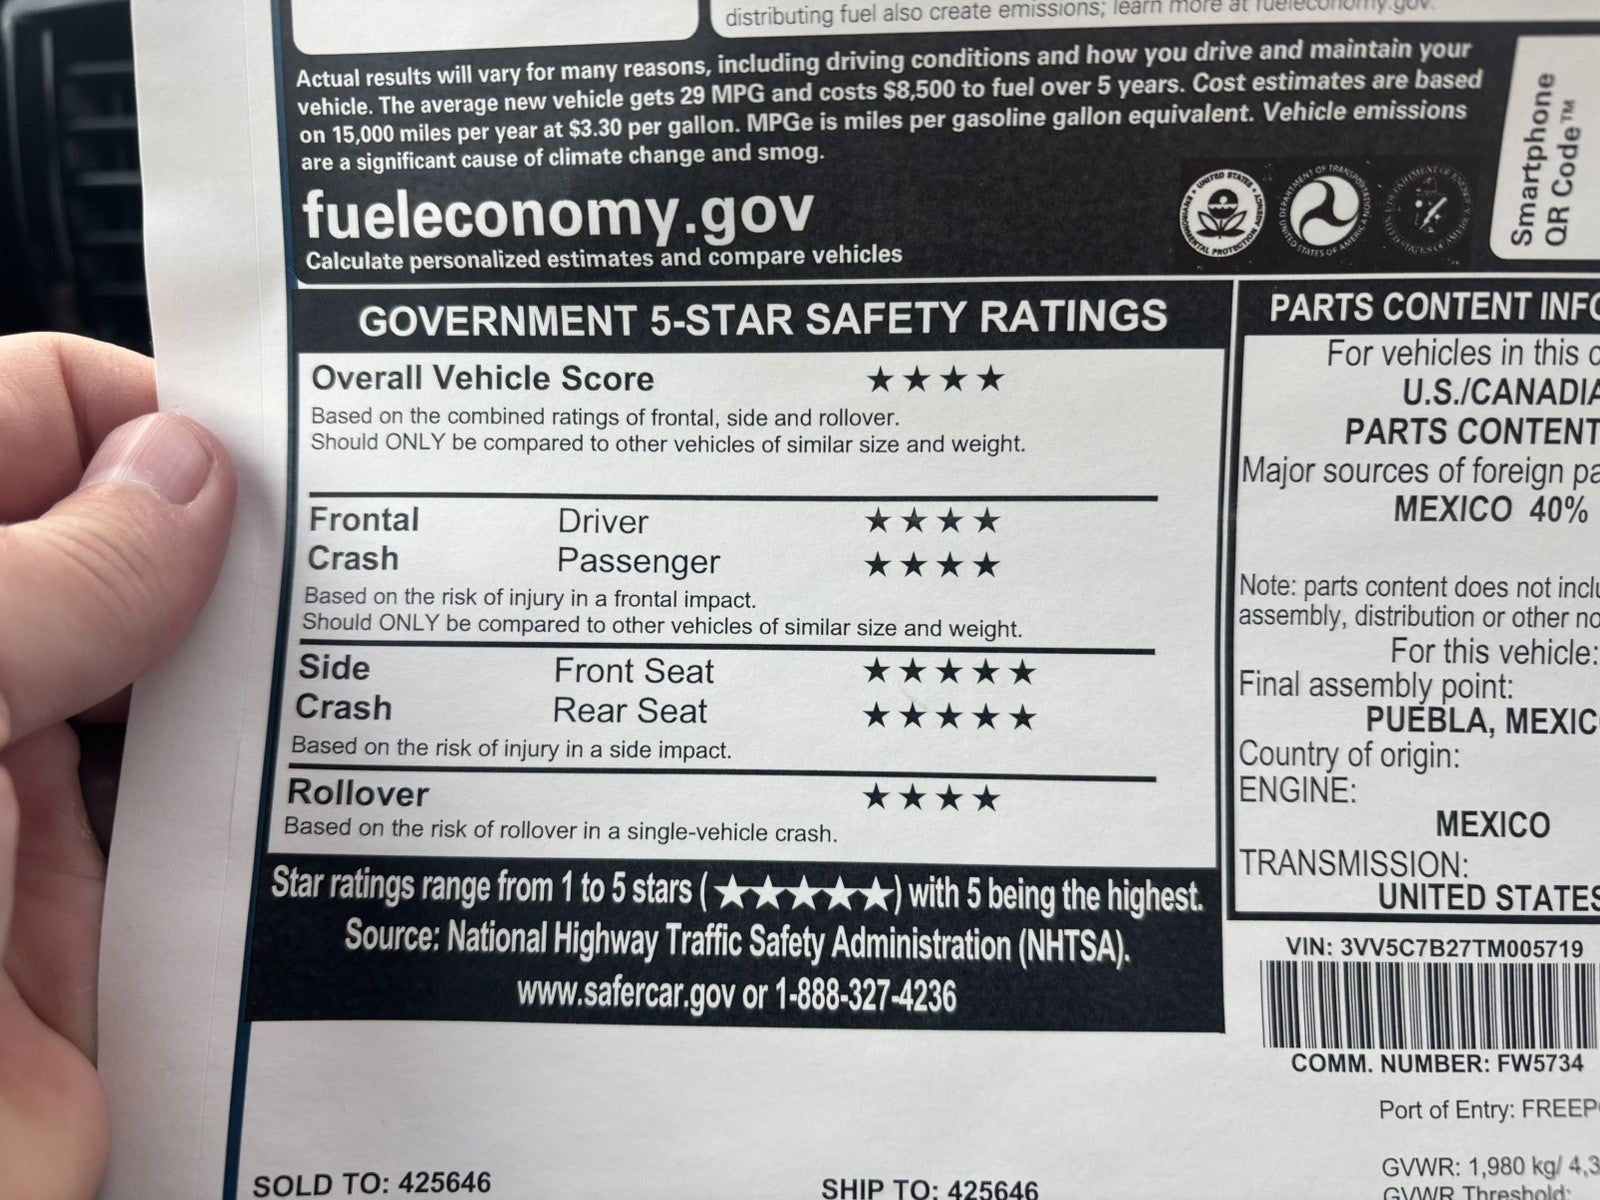 distributing fuel also create emissions; learn more at fueleconomy.gov.
Actual results will vary for many reasons, including driving conditions and how you drive and maintain your
vehicle. The average new vehicle gets 29 MPG and costs $8,500 to fuel over 5 years. Cost estimates are based
on 15,000 miles per year at $3.30 per gallon. MPGe is miles per gasoline gallon equivalent. Vehicle emissions
are a significant cause of climate change and smog.
fueleconomy.gov
Calculate personalized estimates and compare vehicles
Smartphone
QR Code™
GOVERNMENT 5-STAR SAFETY RATINGS
Overall Vehicle Score ★★★★
Based on the combined ratings of frontal, side and rollover.
Should ONLY be compared to other vehicles of similar size and weight.
Frontal Driver ★★★★
Crash Passenger ★★★★
Based on the risk of injury in a frontal impact.
Should ONLY be compared to other vehicles of similar size and weight.
Side Front Seat ★★★★★
Crash Rear Seat ★★★★★
Based on the risk of injury in a side impact.
Rollover ★★★★
Based on the risk of rollover in a single-vehicle crash.
Star ratings range from 1 to 5 stars (★★★★★) with 5 being the highest.
Source: National Highway Traffic Safety Administration (NHTSA).
www.safercar.gov or 1-888-327-4236
PARTS CONTENT INFO
For vehicles in this c
U.S./CANADIA
PARTS CONTENT
Major sources of foreign pa
MEXICO 40%
Note: parts content does not inclu
assembly, distribution or other no
For this vehicle:
Final assembly point:
PUEBLA, MEXIC
Country of origin:
ENGINE:
MEXICO
TRANSMISSION:
UNITED STATES
VIN: 3VV5C7B27TM005719
COMM. NUMBER: FW5734
Port of Entry: FREEP
GVWR: 1,980 kg/ 4,3
GVWR Threshold:
SOLD TO: 425646
SHIP TO: 425646